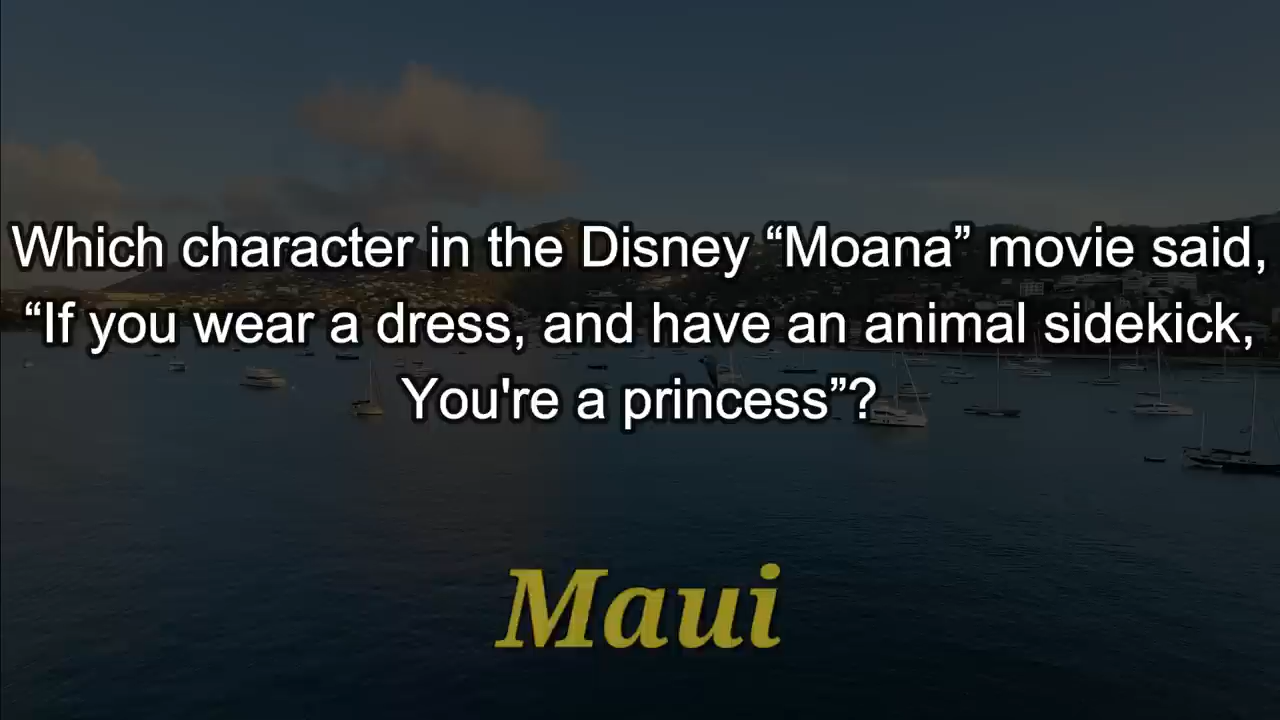 Which character in the Disney “Moana” movie said,
“If you wear a dress, and have an animal sidekick,
You're a princess”?
Maui